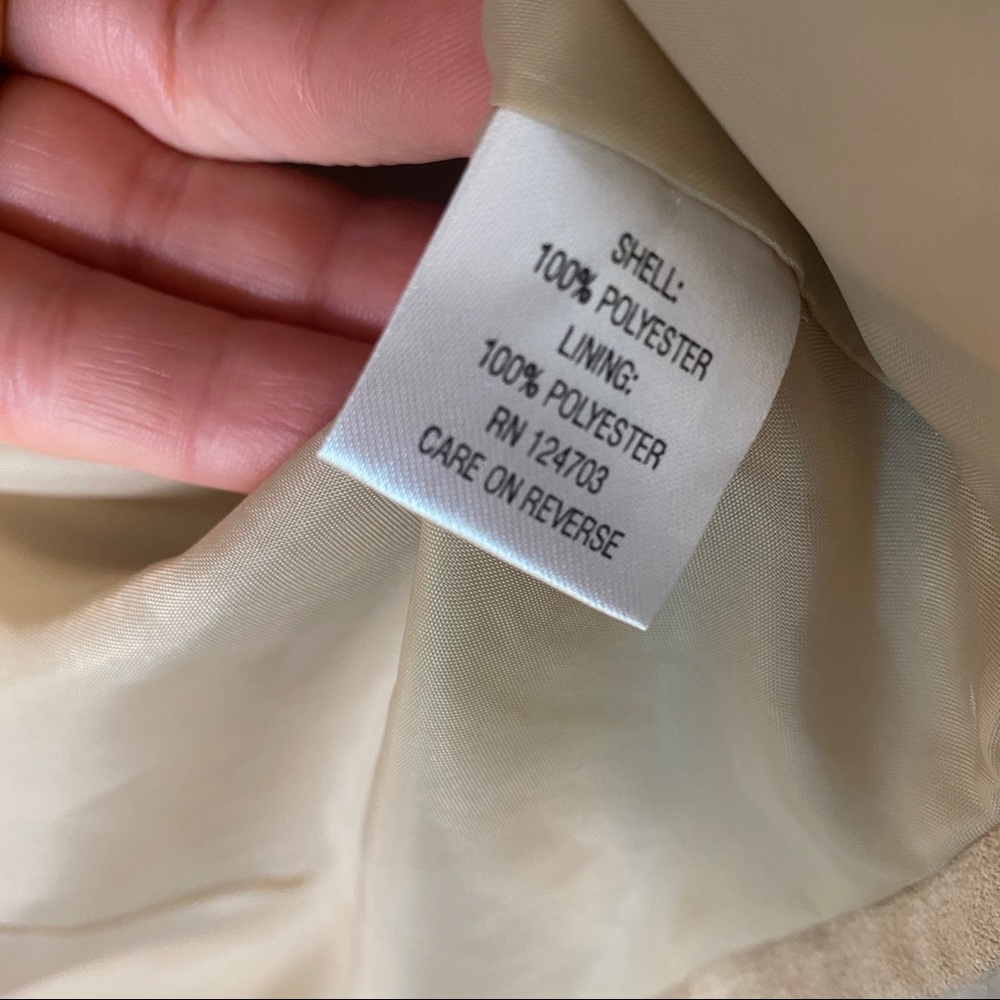 SHELL:
100% POLYESTER
LINING:
100% POLYESTER
RN 124703
CARE ON REVERSE